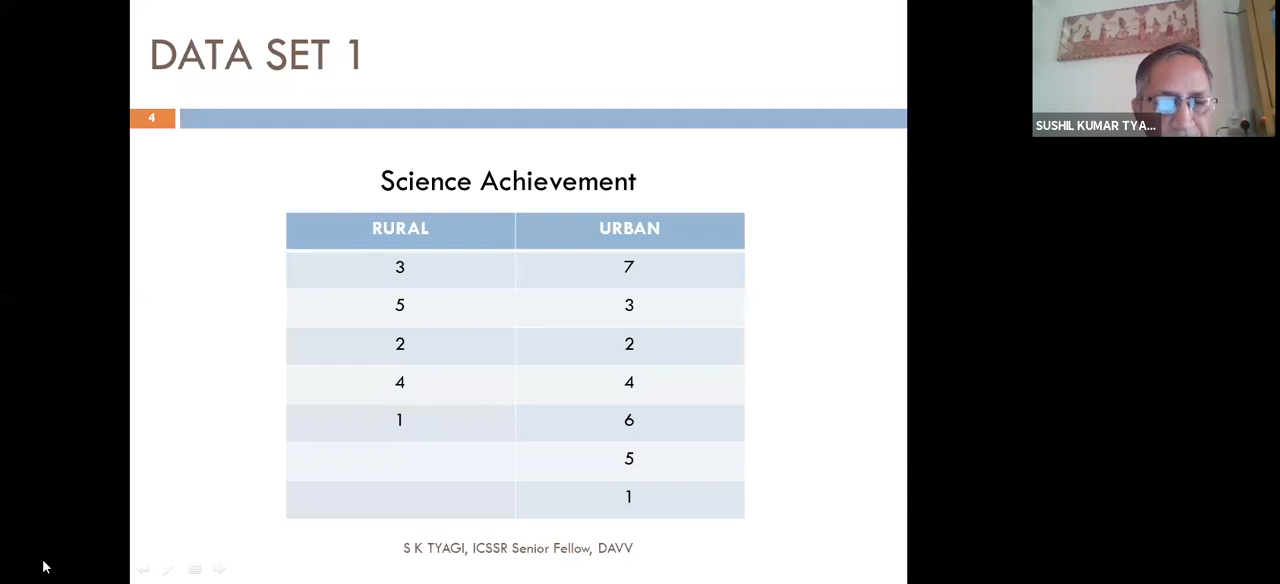 DATA SET 1
4
SUSHIL KUMAR TYA...
Science Achievement
RURAL URBAN
3 7
5 3
2 2
4 4
1 6
5
1
S K TYAGI, ICSSR Senior Fellow, DAVV